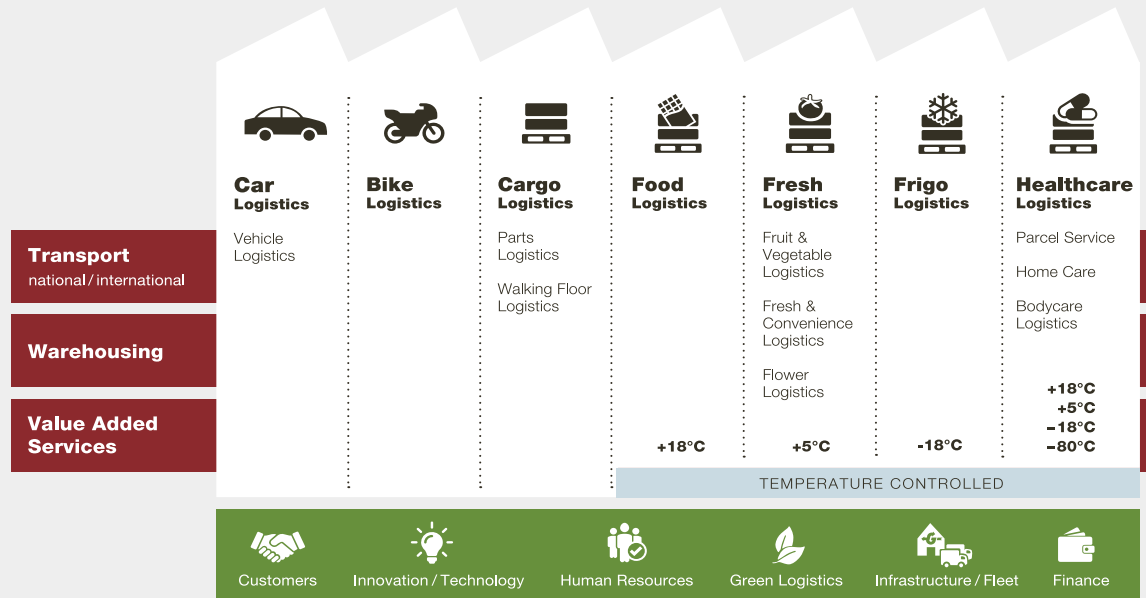 Car
Logistics
Vehicle
Logistics
Bike
Logistics
Cargo
Logistics
Parts
Logistics
Walking Floor
Logistics
Food
Logistics
+18°C
Fresh
Logistics
Fruit &
Vegetable
Logistics
Fresh &
Convenience
Logistics
Flower
Logistics
+5°C
Frigo
Logistics
-18°C
Healthcare
Logistics
Parcel Service
Home Care
Bodycare
Logistics
+18°C
+5°C
–18°C
–80°C
Transport
national / international
Warehousing
Value Added
Services
TEMPERATURE CONTROLLED
-G-
Customers
Innovation / Technology
Human Resources
Green Logistics
Infrastructure / Fleet
Finance